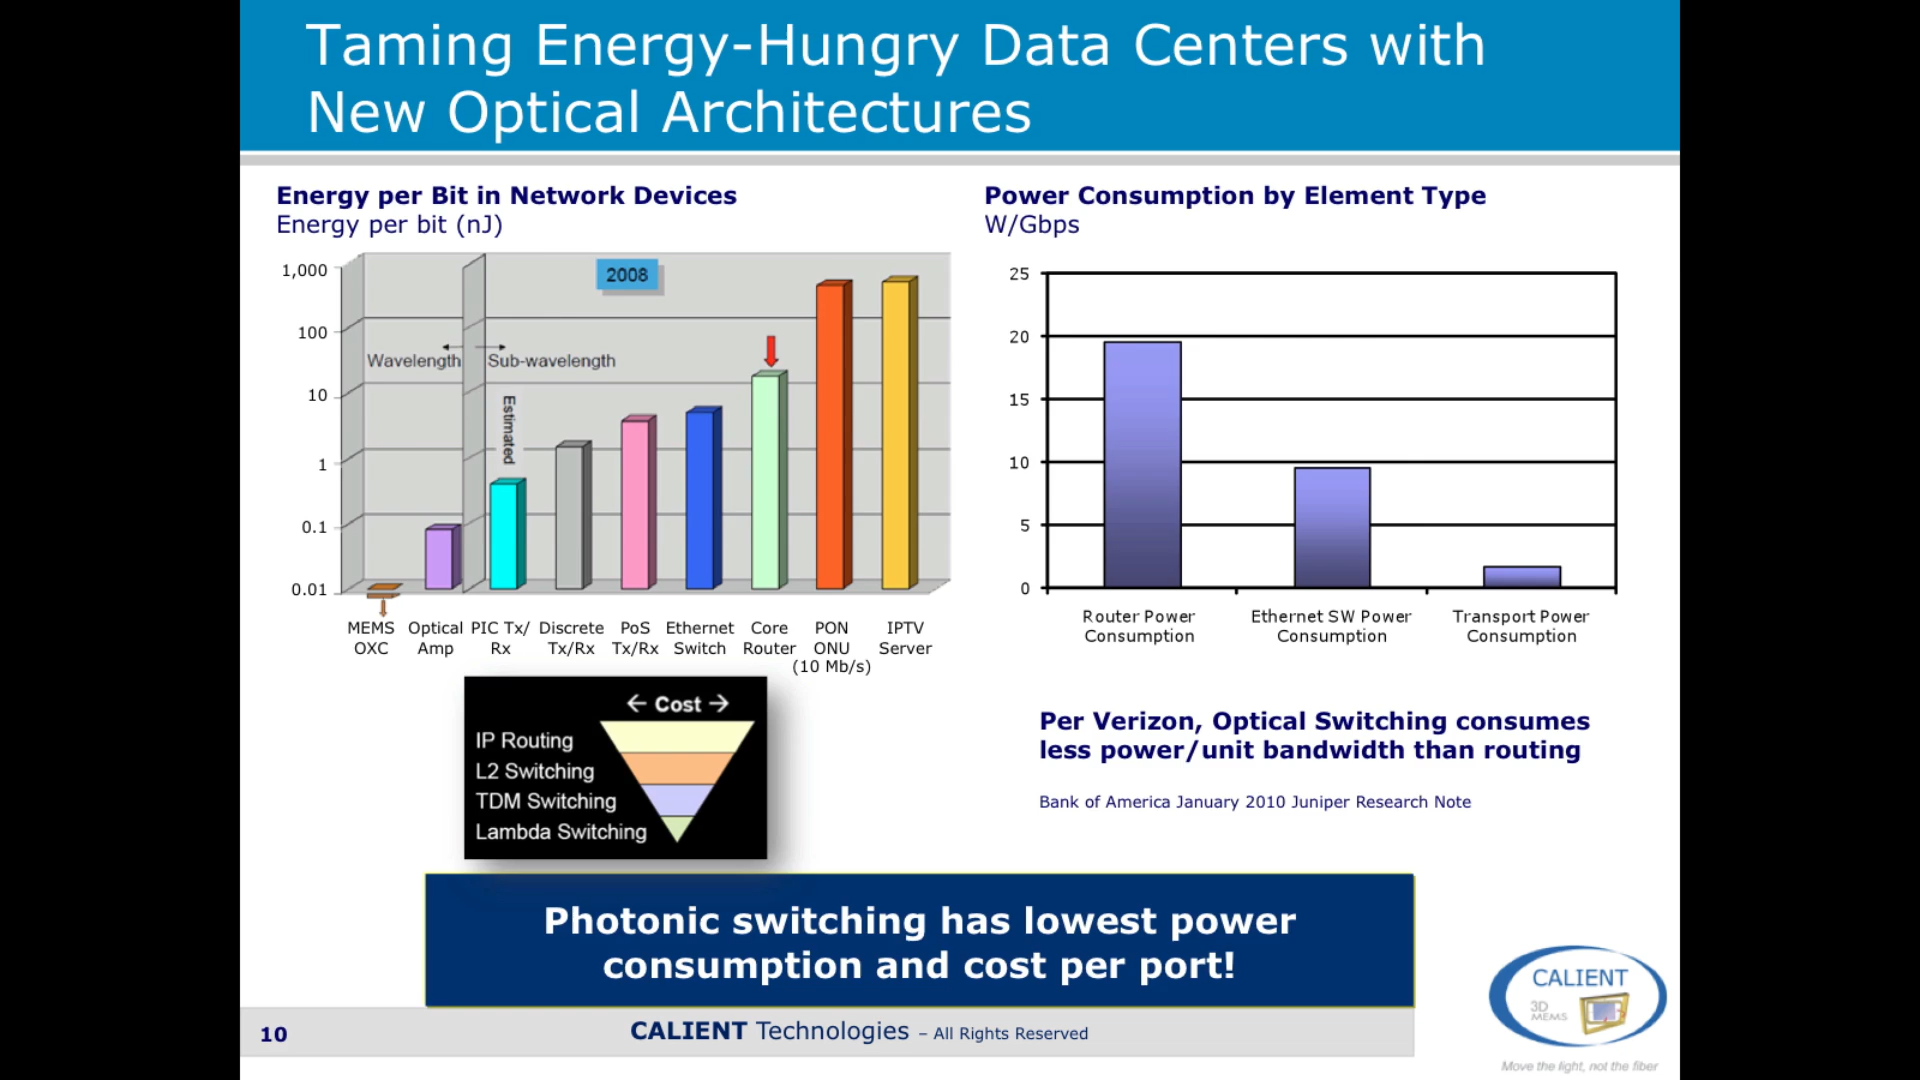 Taming Energy-Hungry Data Centers with
New Optical Architectures
Energy per Bit in Network Devices
Energy per bit (nJ)
1,000
100
10
1
0.1
0.01
2008
Wavelength
Sub-wavelength
Estimated
MEMS OXC
Optical Amp
PIC Tx/ Rx
Discrete Tx/Rx
PoS Tx/Rx
Ethernet Switch
Core Router
PON ONU (10 Mb/s)
IPTV Server
Power Consumption by Element Type
W/Gbps
25
20
15
10
5
0
Router Power
Consumption
Ethernet SW Power
Consumption
Transport Power
Consumption
← Cost →
IP Routing
L2 Switching
TDM Switching
Lambda Switching
Per Verizon, Optical Switching consumes
less power/unit bandwidth than routing
Bank of America January 2010 Juniper Research Note
Photonic switching has lowest power
consumption and cost per port!
10
CALIENT Technologies – All Rights Reserved
CALIENT
3D
MEMS
Move the light, not the fiber